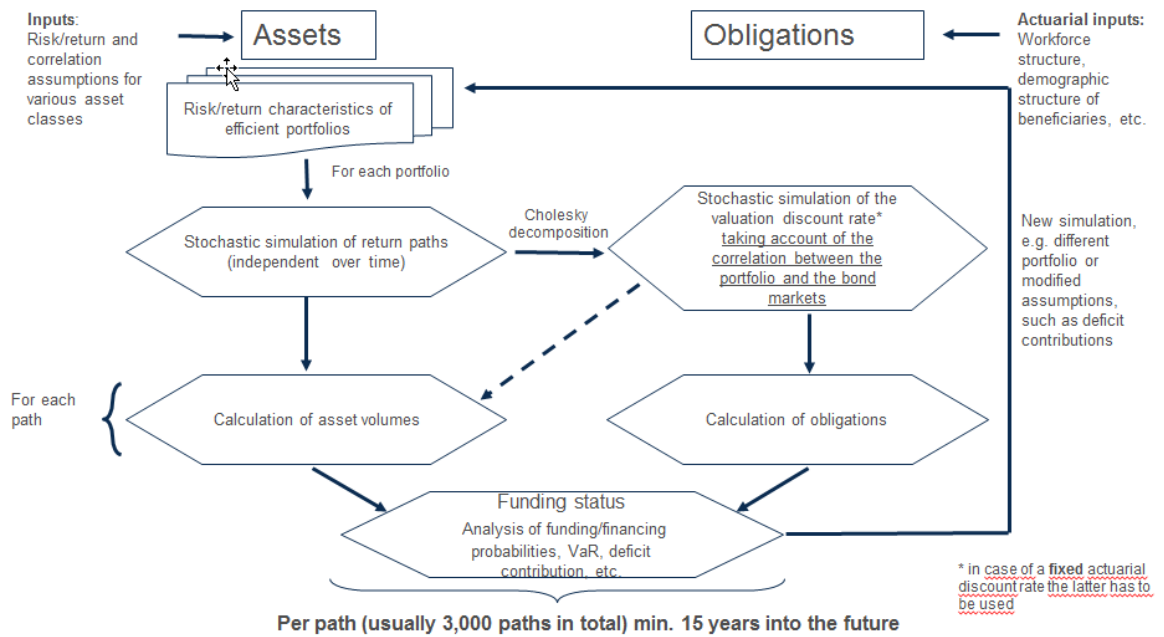 Inputs:
Risk/return and
correlation
assumptions for
various asset
classes
Assets
Obligations
Actuarial inputs:
Workforce
structure,
demographic
structure of
beneficiaries, etc.
Risk/return characteristics of
efficient portfolios
For each portfolio
Stochastic simulation of return paths
(independent over time)
Cholesky
decomposition
Stochastic simulation of the
valuation discount rate*
taking account of the
correlation between the
portfolio and the bond
markets
New simulation,
e.g. different
portfolio or
modified
assumptions,
such as deficit
contributions
For each
path
Calculation of asset volumes
Calculation of obligations
Funding status
Analysis of funding/financing
probabilities, VaR, deficit
contribution, etc.
* in case of a fixed actuarial
discount rate the latter has to
be used
Per path (usually 3,000 paths in total) min. 15 years into the future